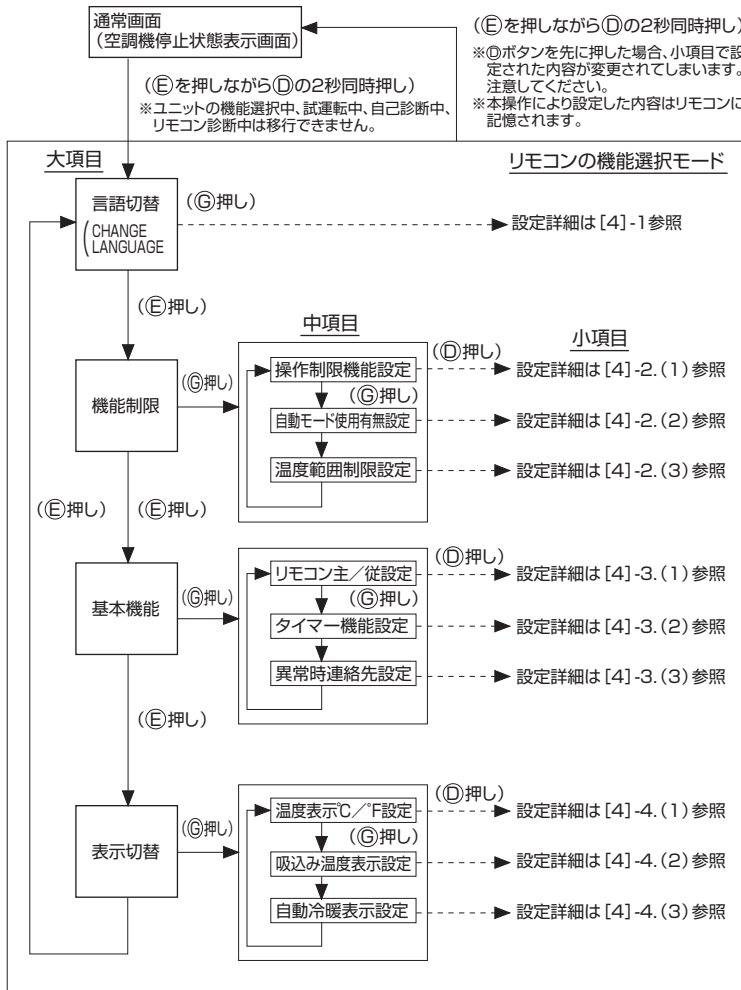 通常画面
(空調機停止状態表示画面)
(Ⓔを押しながらⒹの2秒同時押し)
※Ⓓボタンを先に押した場合、小項目で設
定された内容が変更されてしまいます。
注意してください。
※本操作により設定した内容はリモコンに
記憶されます。
(Ⓔを押しながらⒹの2秒同時押し)
※ユニットの機能選択中、試運転中、自己診断中、
リモコン診断中は移行できません。
大項目
リモコンの機能選択モード
言語切替
(CHANGE
LANGUAGE
(Ⓖ押し)
設定詳細は[4]-1参照
(Ⓔ押し)
中項目
小項目
機能制限
(Ⓖ押し)
操作制限機能設定
(Ⓓ押し)
設定詳細は[4]-2.(1)参照
(Ⓖ押し)
自動モード使用有無設定
設定詳細は[4]-2.(2)参照
温度範囲制限設定
設定詳細は[4]-2.(3)参照
(Ⓔ押し)
(Ⓔ押し)
基本機能
(Ⓖ押し)
リモコン主/従設定
(Ⓓ押し)
設定詳細は[4]-3.(1)参照
(Ⓖ押し)
タイマー機能設定
設定詳細は[4]-3.(2)参照
異常時連絡先設定
設定詳細は[4]-3.(3)参照
(Ⓔ押し)
表示切替
(Ⓖ押し)
温度表示℃/°F設定
(Ⓓ押し)
設定詳細は[4]-4.(1)参照
(Ⓖ押し)
吸込み温度表示設定
設定詳細は[4]-4.(2)参照
自動冷暖表示設定
設定詳細は[4]-4.(3)参照